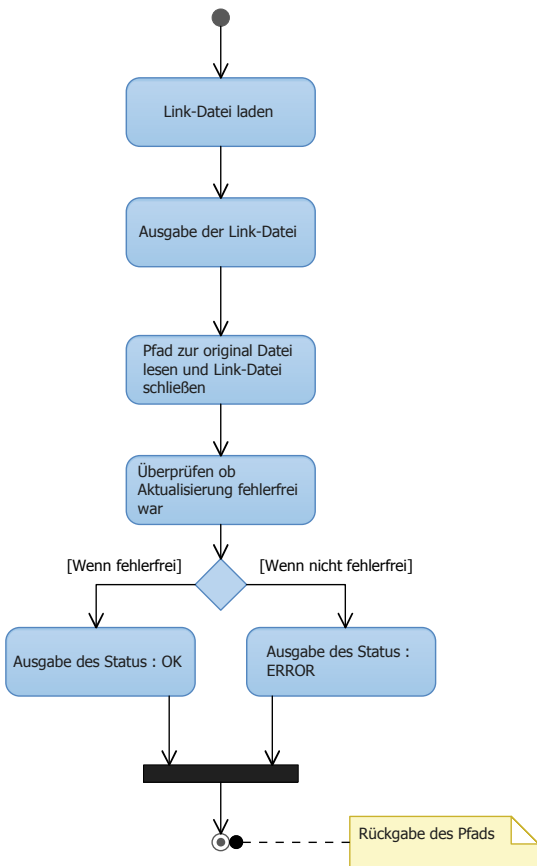 Link-Datei laden
Ausgabe der Link-Datei
Pfad zur original Datei
lesen und Link-Datei
schließen
Überprüfen ob
Aktualisierung fehlerfrei
war
[Wenn fehlerfrei]
[Wenn nicht fehlerfrei]
Ausgabe des Status : OK
Ausgabe des Status :
ERROR
Rückgabe des Pfads